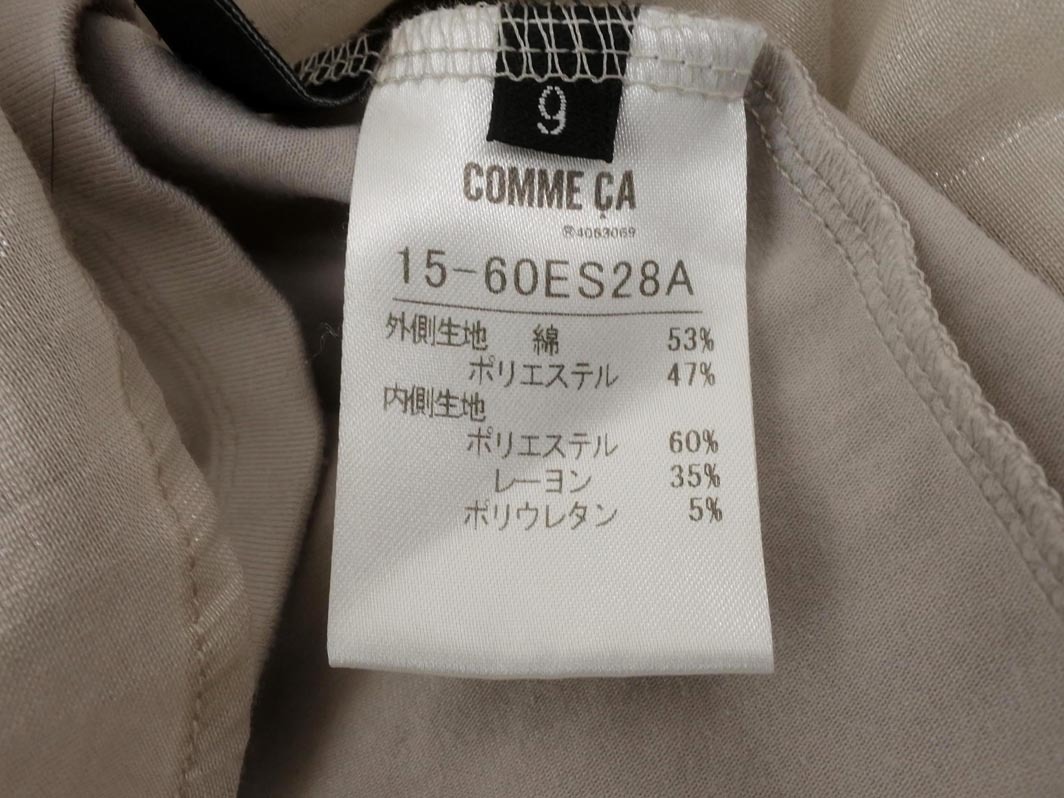 9
COMME ÇA
®4063069
15-60ES28A
外側生地 綿 53%
ポリエステル 47%
内側生地
ポリエステル 60%
レーヨン 35%
ポリウレタン 5%